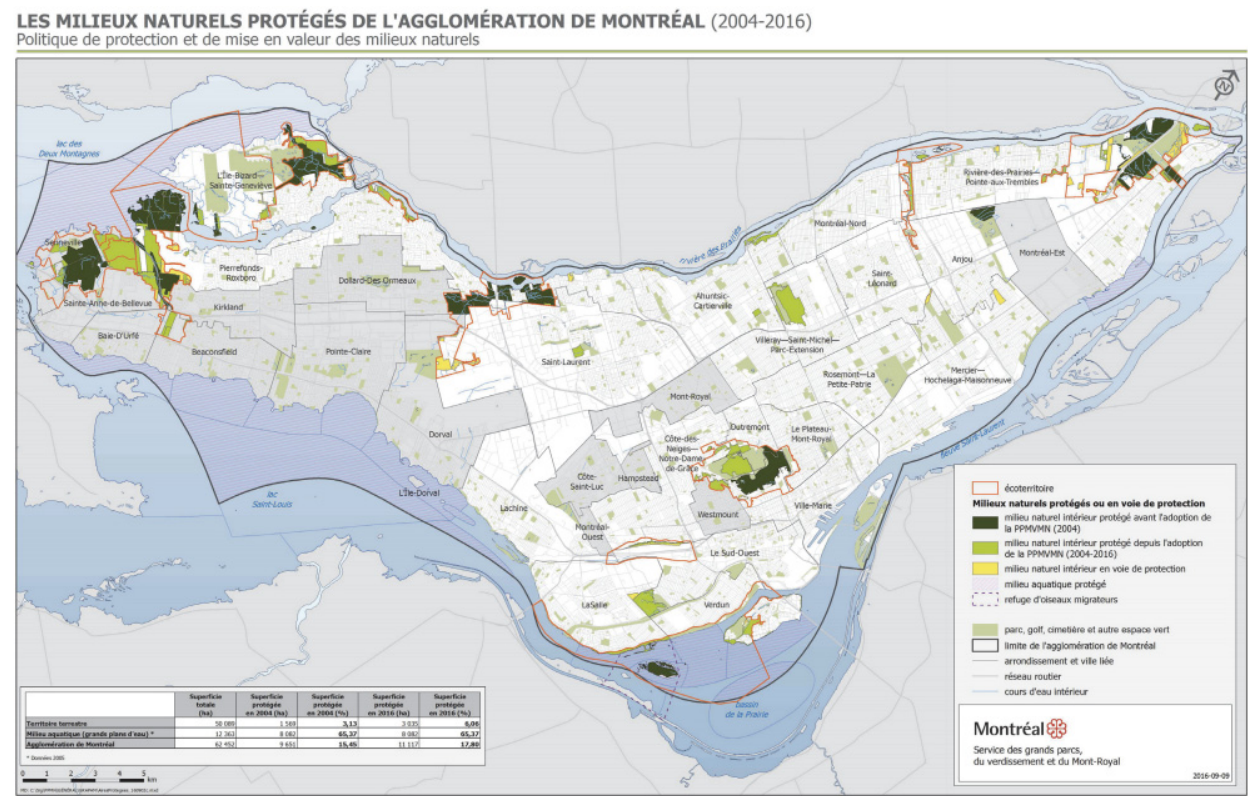 LES MILIEUX NATURELS PROTÉGÉS DE L'AGGLOMÉRATION DE MONTRÉAL (2004-2016)
Politique de protection et de mise en valeur des milieux naturels
N
lac des
Deux Montagnes
L'Île-Bizard—
Sainte-Geneviève
Rivière-des-Prairies—
Pointe-aux-Trembles
Montréal-Nord
rivière des Prairies
Senneville
Pierrefonds-
Roxboro
Dollard-Des Ormeaux
Anjou
Montréal-Est
Saint-
Léonard
Sainte-Anne-de-Bellevue
Kirkland
Ahuntsic-
Cartierville
Baie-D'Urfé
Beaconsfield
Pointe-Claire
Saint-Laurent
Villeray—Saint-Michel—
Parc-Extension
Rosemont—La
Petite-Patrie
Mercier—
Hochelaga-Maisonneuve
Mont-Royal
Dorval
Outremont
Le Plateau-
Mont-Royal
Côte-des-
Neiges—
Notre-Dame-
de-Grâce
fleuve Saint-Laurent
Côte-
Saint-Luc
Hampstead
L'Île-Dorval
lac
Saint-Louis
Lachine
Westmount
Ville-Marie
Montréal-
Ouest
Le Sud-Ouest
LaSalle
Verdun
bassin
de la Prairie
écoterritoire
Milieux naturels protégés ou en voie de protection
milieu naturel intérieur protégé avant l'adoption de
la PPMVMN (2004)
milieu naturel intérieur protégé depuis l'adoption
de la PPMVMN (2004-2016)
milieu naturel intérieur en voie de protection
milieu aquatique protégé
refuge d'oiseaux migrateurs
parc, golf, cimetière et autre espace vert
limite de l'agglomération de Montréal
arrondissement et ville liée
réseau routier
cours d'eau intérieur
Superficie totale (ha) Superficie protégée en 2004 (ha) Superficie protégée en 2004 (%) Superficie protégée en 2016 (ha) Superficie protégée en 2016 (%)
Territoire terrestre 50 089 1 569 3,13 3 035 6,06
Milieu aquatique (grands plans d'eau) * 12 363 8 082 65,37 8 082 65,37
Agglomération de Montréal 62 452 9 651 15,45 11 117 17,80
* Données 2005
0 1 2 3 4 5
km
Montréal
Service des grands parcs,
du verdissement et du Mont-Royal
2016-09-09